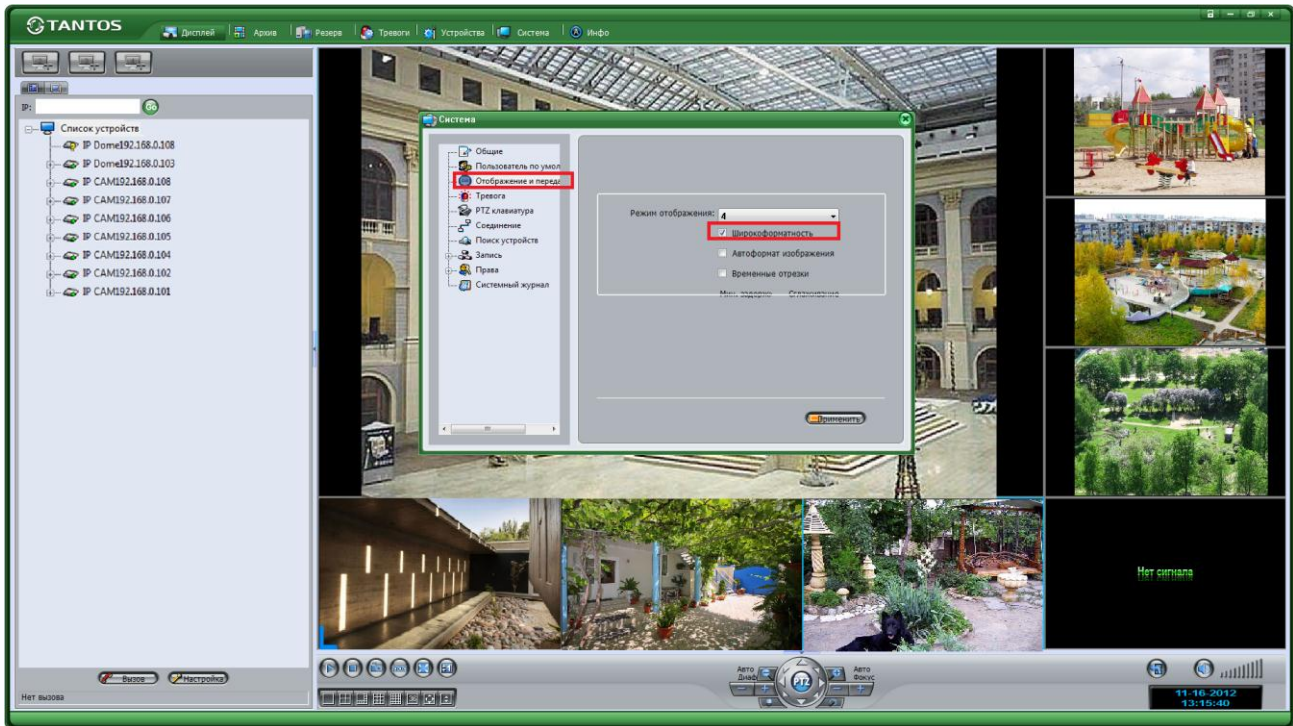 TANTOS
Дисплей
Архив
Резерв
Тревоги
Устройства
Система
Инфо
IP:
Go
Список устройств
IP Dome192.168.0.108
IP Dome192.168.0.103
IP CAM192.168.0.108
IP CAM192.168.0.107
IP CAM192.168.0.106
IP CAM192.168.0.105
IP CAM192.168.0.104
IP CAM192.168.0.102
IP CAM192.168.0.101
Система
Общие
Пользователь по умол
Отображение и переда
Тревога
PTZ клавиатура
Соединение
Поиск устройств
Запись
Права
Системный журнал
Режим отображения: 4
Широкоформатность
Автоформат изображения
Временные отрезки
Мин. задержк Сглаживание
Применить
Нет сигнала
Вызов
Настройка
Нет вызова
Авто
Диаф
PTZ
Авто
Фокус
11-16-2012
13:15:40